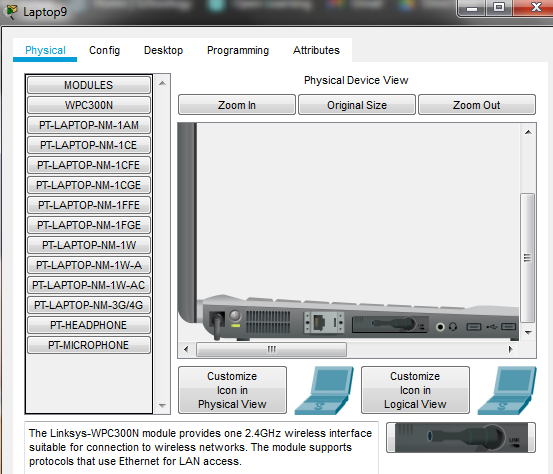 Laptop9
Physical Config Desktop Programming Attributes
MODULES
WPC300N
PT-LAPTOP-NM-1AM
PT-LAPTOP-NM-1CE
PT-LAPTOP-NM-1CFE
PT-LAPTOP-NM-1CGE
PT-LAPTOP-NM-1FFE
PT-LAPTOP-NM-1FGE
PT-LAPTOP-NM-1W
PT-LAPTOP-NM-1W-A
PT-LAPTOP-NM-1W-AC
PT-LAPTOP-NM-3G/4G
PT-HEADPHONE
PT-MICROPHONE
Physical Device View
Zoom In Original Size Zoom Out
Customize
Icon in
Physical View
Customize
Icon in
Logical View
The Linksys-WPC300N module provides one 2.4GHz wireless interface
suitable for connection to wireless networks. The module supports
protocols that use Ethernet for LAN access.